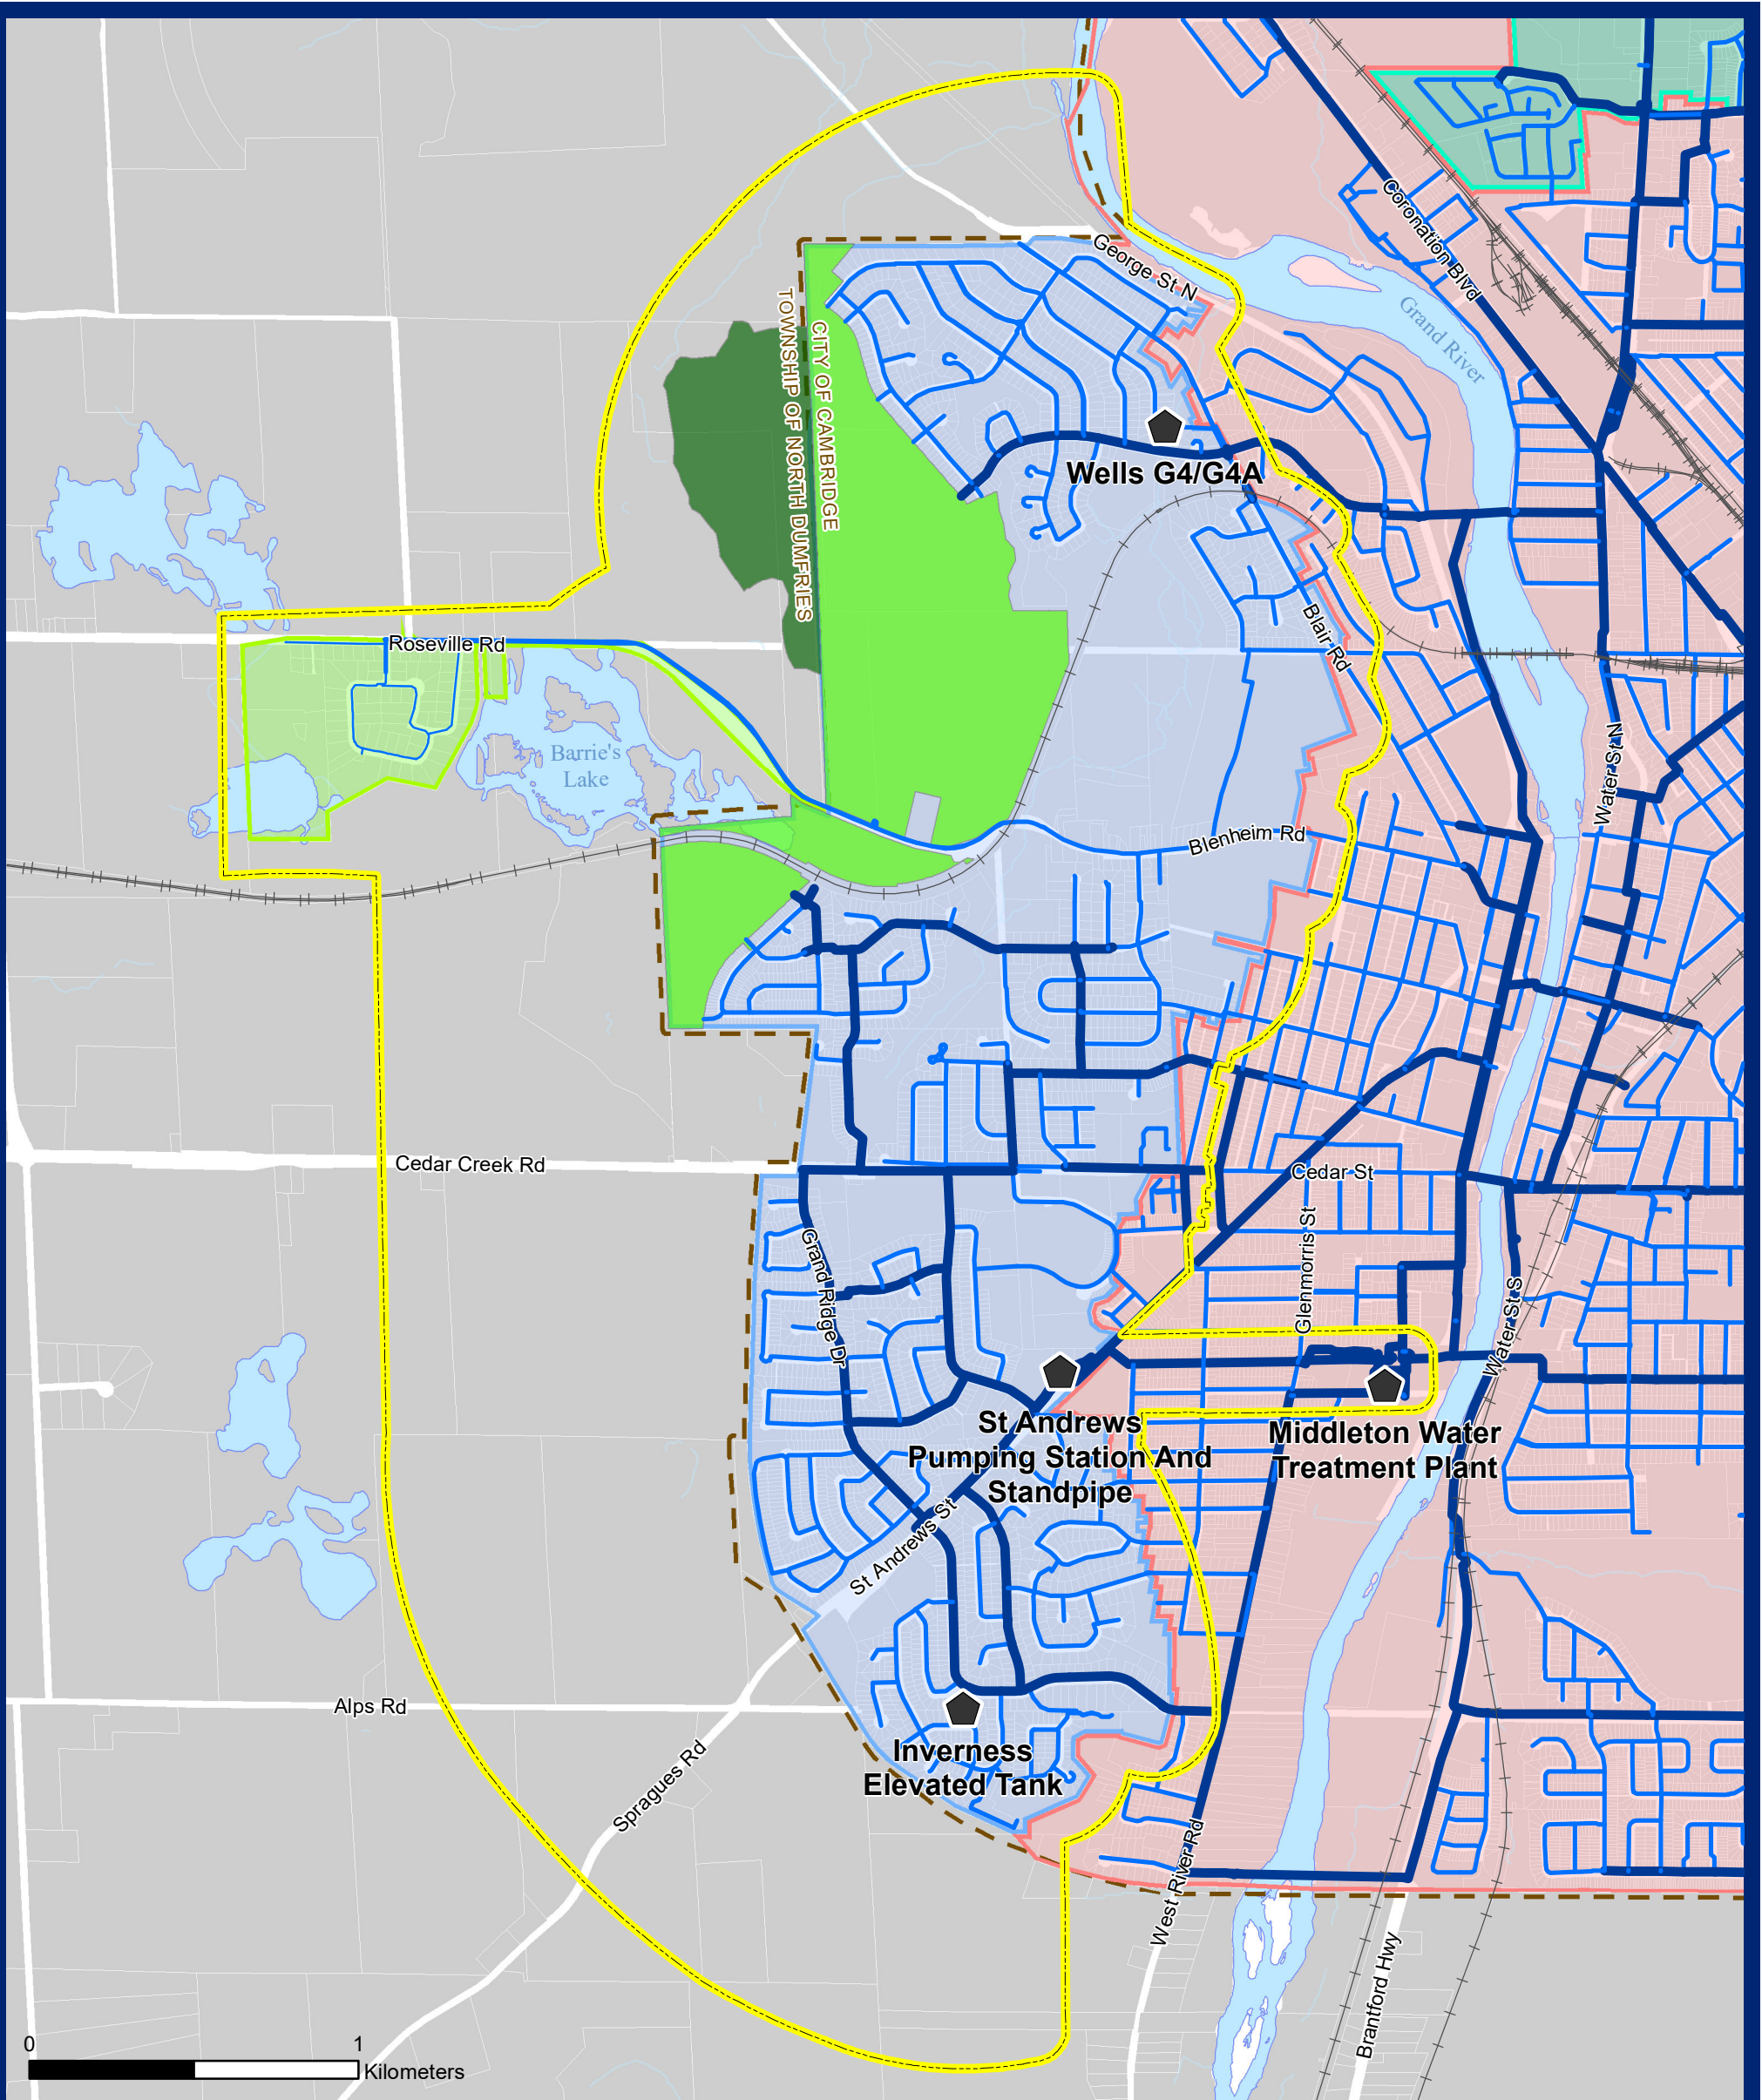 Coronation Blvd
George St N
Grand River
CITY OF CAMBRIDGE
TOWNSHIP OF NORTH DUMFRIES
Wells G4/G4A
Blair Rd
Roseville Rd
Barrie's
Lake
Water St N
Blenheim Rd
Cedar Creek Rd
Cedar St
Glenmorris St
Grand Ridge Dr
Water St S
St Andrews
Pumping Station And
Standpipe
Middleton Water
Treatment Plant
St Andrews St
Alps Rd
Inverness
Elevated Tank
Spragues Rd
West River Rd
Brantford Hwy
0 1
Kilometers